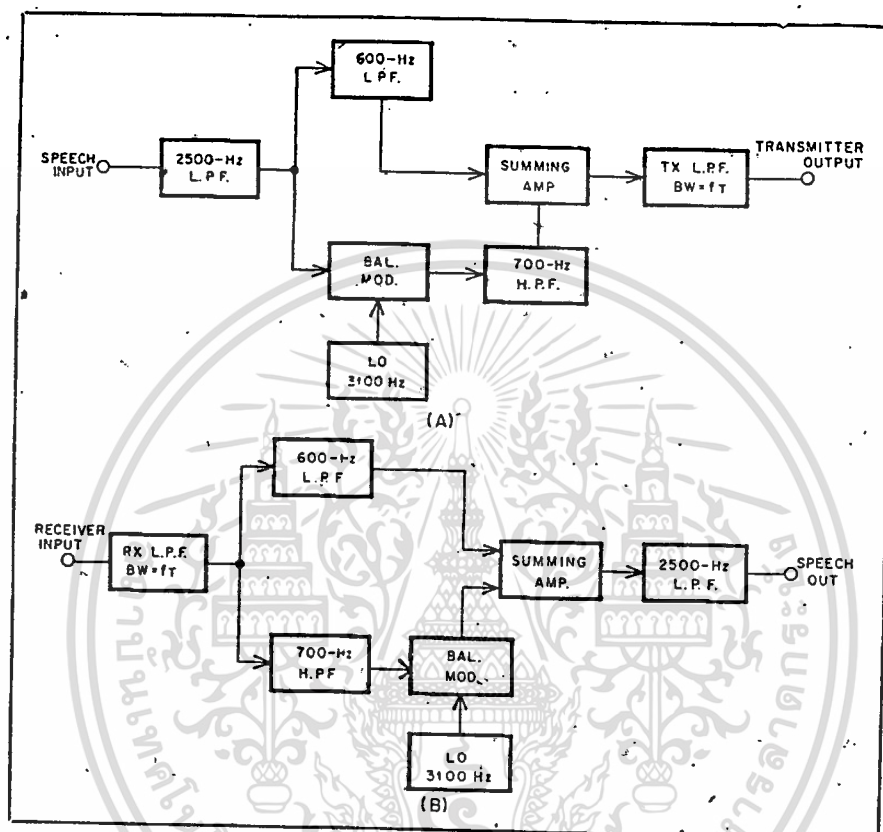 600-Hz
L.P.F.
SPEECH
INPUT
2500-Hz
L.P.F.
SUMMING
AMP
TX L.P.F.
BW=fT
TRANSMITTER
OUTPUT
BAL.
MOD.
700-Hz
H.P.F.
LO
3100 Hz
(A)
600-Hz
L.P.F
RECEIVER
INPUT
RX L.P.F.
BW=fT
SUMMING
AMP.
2500-Hz
L.P.F.
SPEECH
OUT
700-Hz
H.P.F
BAL.
MOD.
LO
3100 Hz
(B)